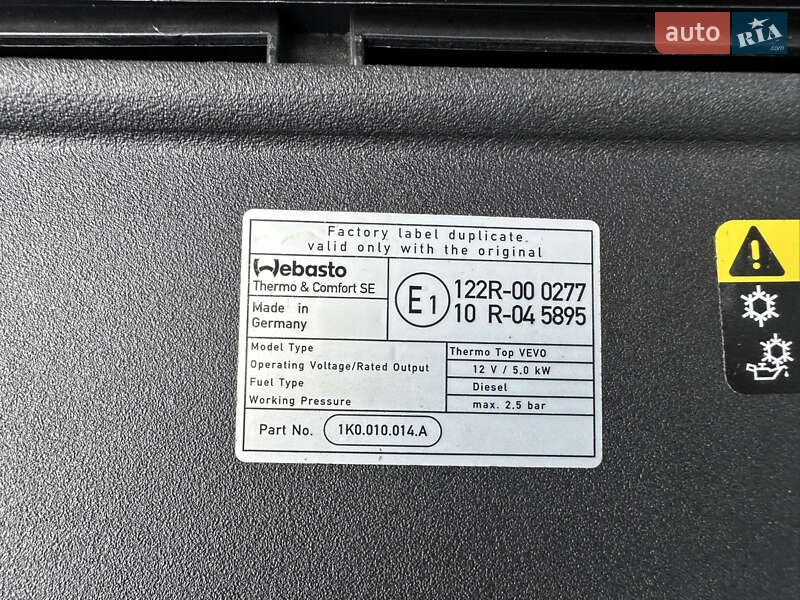 auto RIA .com
Factory label duplicate.
valid only with the original
Webasto
Thermo & Comfort SE
Made in
Germany
E1
122R-00 0277
10 R-04 5895
Model Type Thermo Top VEVO
Operating Voltage/Rated Output 12 V / 5.0 kW
Fuel Type Diesel
Working Pressure max. 2.5 bar
Part No. 1K0.010.014.A